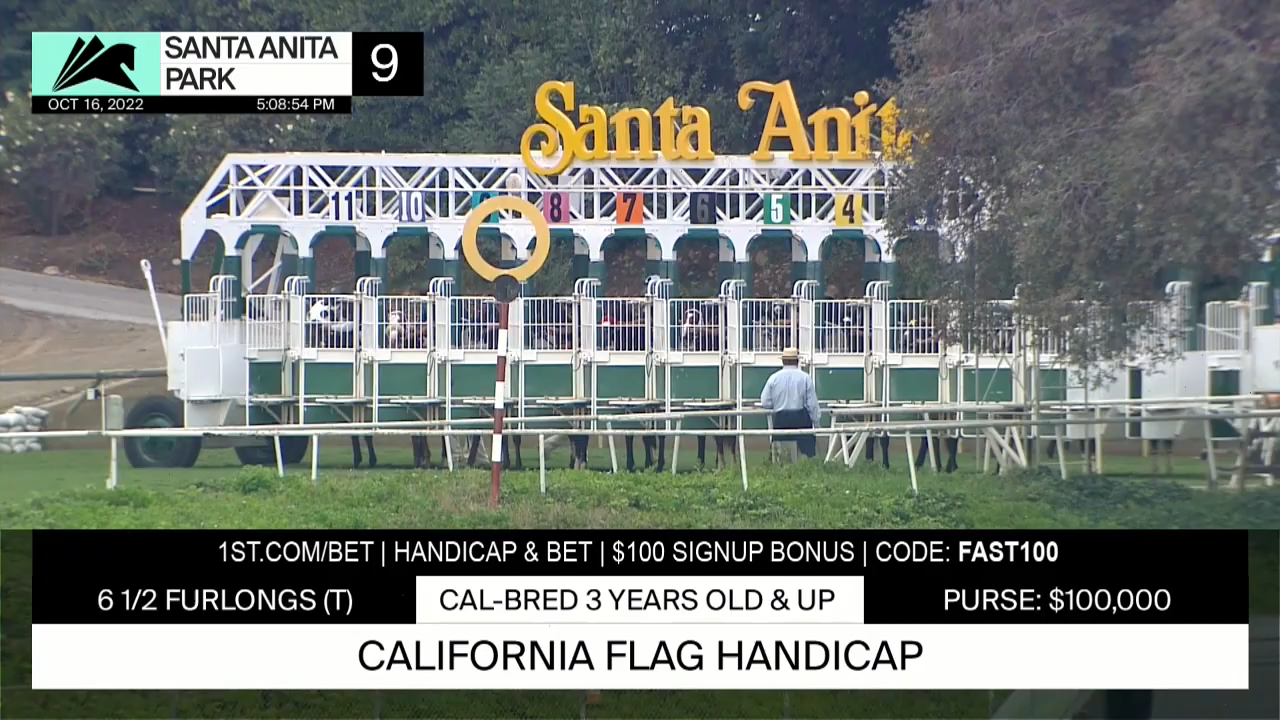 SANTA ANITA
PARK
9
OCT 16, 2022
5:08:54 PM
Santa Anita
11
10
8
7
6
5
4
1ST.COM/BET | HANDICAP & BET | $100 SIGNUP BONUS | CODE: FAST100
6 1/2 FURLONGS (T)
CAL-BRED 3 YEARS OLD & UP
PURSE: $100,000
CALIFORNIA FLAG HANDICAP